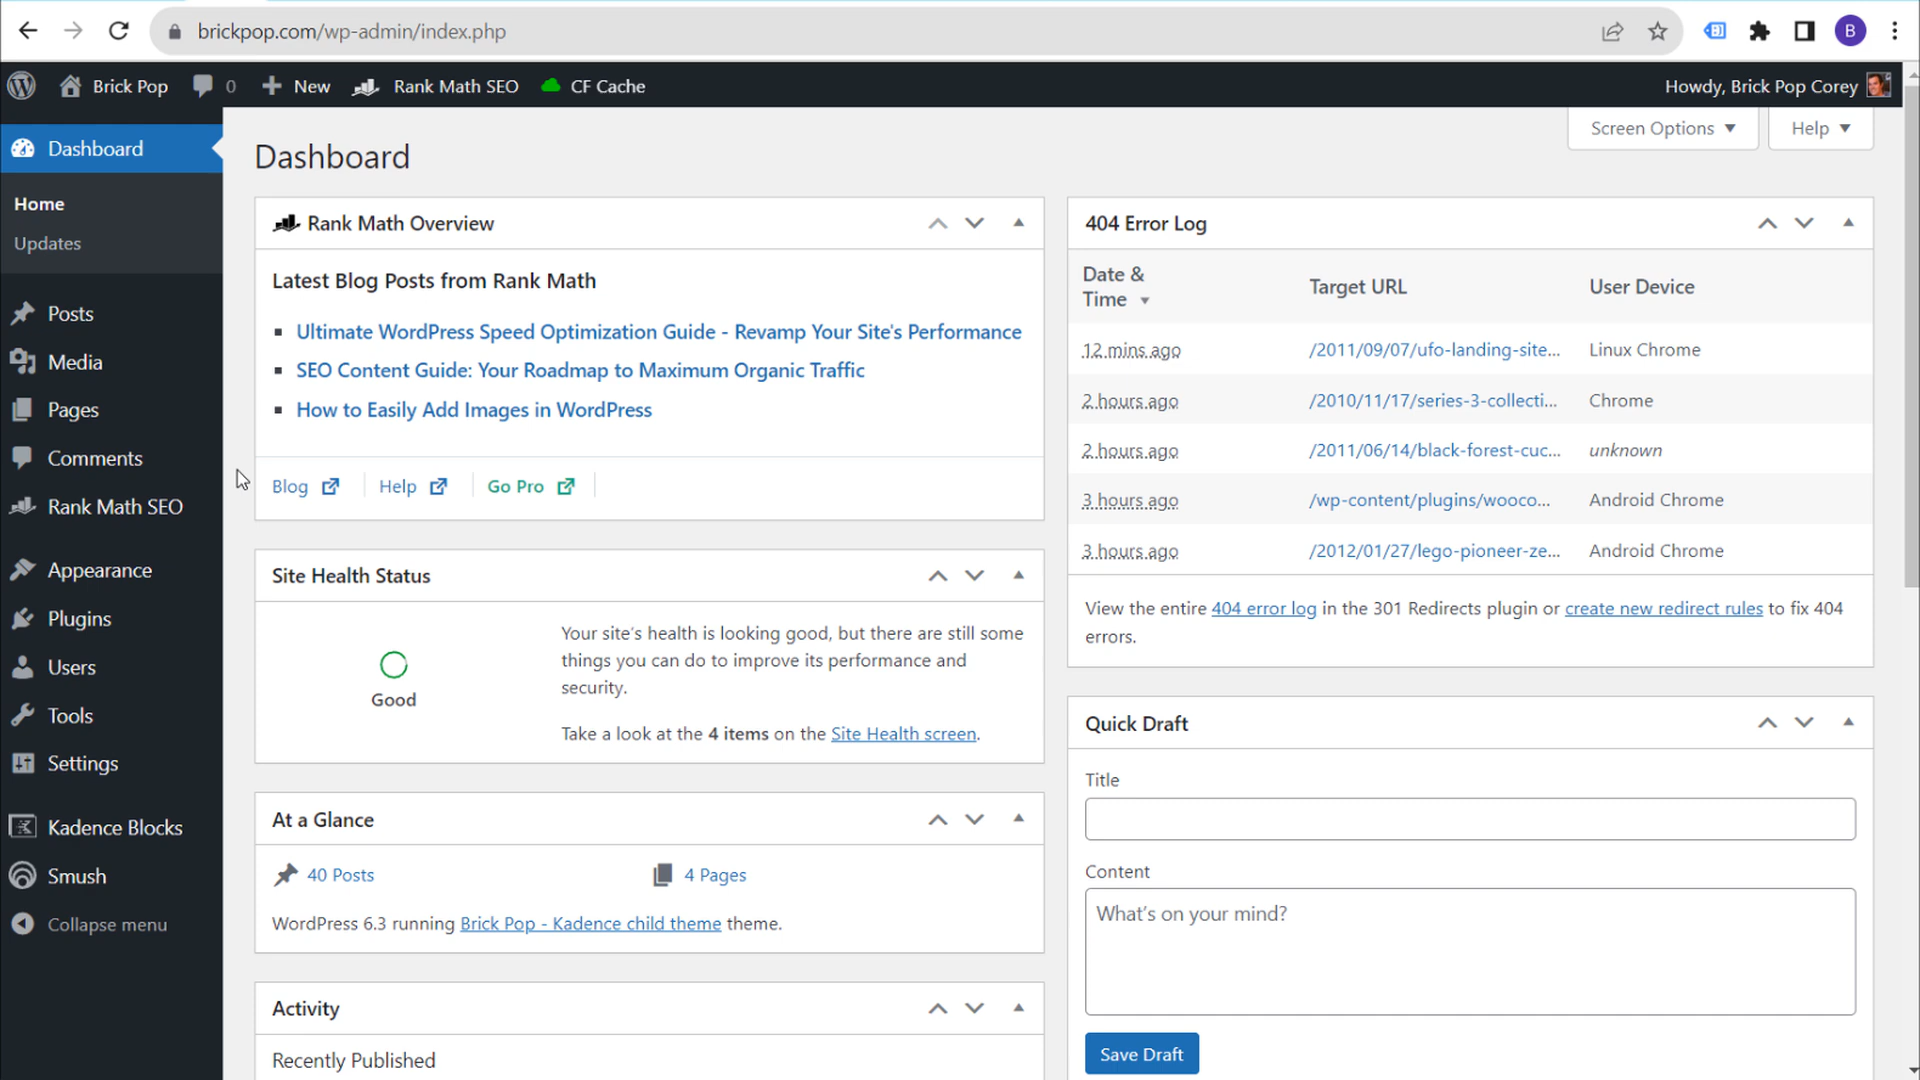 brickpop.com/wp-admin/index.php
B
Brick Pop 0 New Rank Math SEO CF Cache Howdy, Brick Pop Corey
Screen Options Help
Dashboard
Home
Updates
Posts
Media
Pages
Comments
Rank Math SEO
Appearance
Plugins
Users
Tools
Settings
Kadence Blocks
Smush
Collapse menu
Dashboard
Rank Math Overview
Latest Blog Posts from Rank Math
Ultimate WordPress Speed Optimization Guide - Revamp Your Site's Performance
SEO Content Guide: Your Roadmap to Maximum Organic Traffic
How to Easily Add Images in WordPress
Blog Help Go Pro
Site Health Status
Good
Your site's health is looking good, but there are still some
things you can do to improve its performance and
security.
Take a look at the 4 items on the Site Health screen.
At a Glance
40 Posts 4 Pages
WordPress 6.3 running Brick Pop - Kadence child theme theme.
Activity
Recently Published
404 Error Log
Date &
Time Target URL User Device
12 mins ago /2011/09/07/ufo-landing-site... Linux Chrome
2 hours ago /2010/11/17/series-3-collecti... Chrome
2 hours ago /2011/06/14/black-forest-cuc... unknown
3 hours ago /wp-content/plugins/wooco... Android Chrome
3 hours ago /2012/01/27/lego-pioneer-ze... Android Chrome
View the entire 404 error log in the 301 Redirects plugin or create new redirect rules to fix 404
errors.
Quick Draft
Title
Content
What's on your mind?
Save Draft